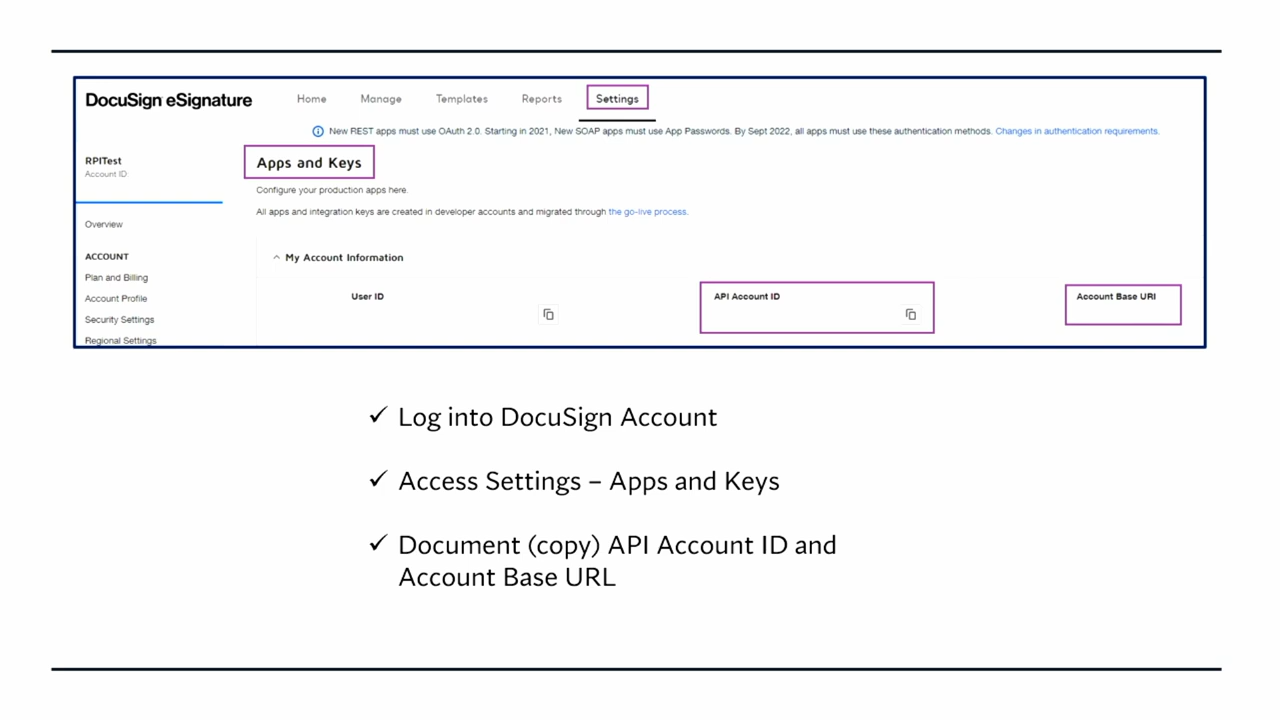 DocuSign eSignature Home Manage Templates Reports Settings
New REST apps must use OAuth 2.0. Starting in 2021, New SOAP apps must use App Passwords. By Sept 2022, all apps must use these authentication methods. Changes in authentication requirements.
RPITest
Account ID
Apps and Keys
Configure your production apps here.
All apps and integration keys are created in developer accounts and migrated through the go-live process.
Overview
ACCOUNT
Plan and Billing
Account Profile
Security Settings
Regional Settings
My Account Information
User ID API Account ID Account Base URI
✓ Log into DocuSign Account
✓ Access Settings – Apps and Keys
✓ Document (copy) API Account ID and
Account Base URL